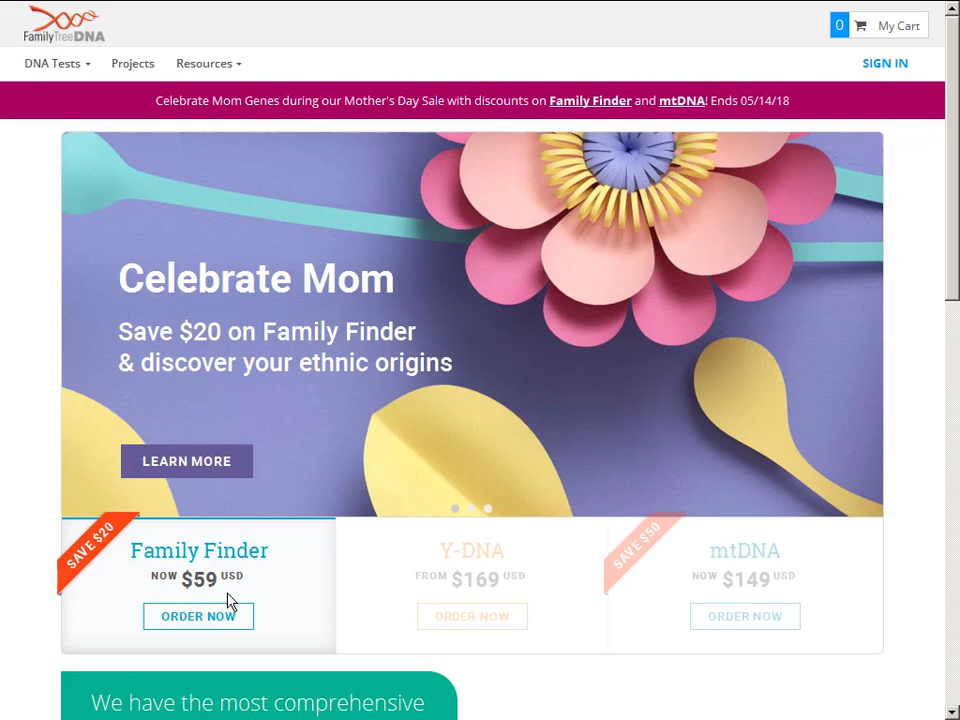 FamilyTreeDNA
0 My Cart
DNA Tests Projects Resources SIGN IN
Celebrate Mom Genes during our Mother's Day Sale with discounts on Family Finder and mtDNA! Ends 05/14/18
Celebrate Mom
Save $20 on Family Finder
& discover your ethnic origins
LEARN MORE
SAVE $20
Family Finder
NOW $59 USD
ORDER NOW
Y-DNA
FROM $169 USD
ORDER NOW
SAVE $50
mtDNA
NOW $149 USD
ORDER NOW
We have the most comprehensive